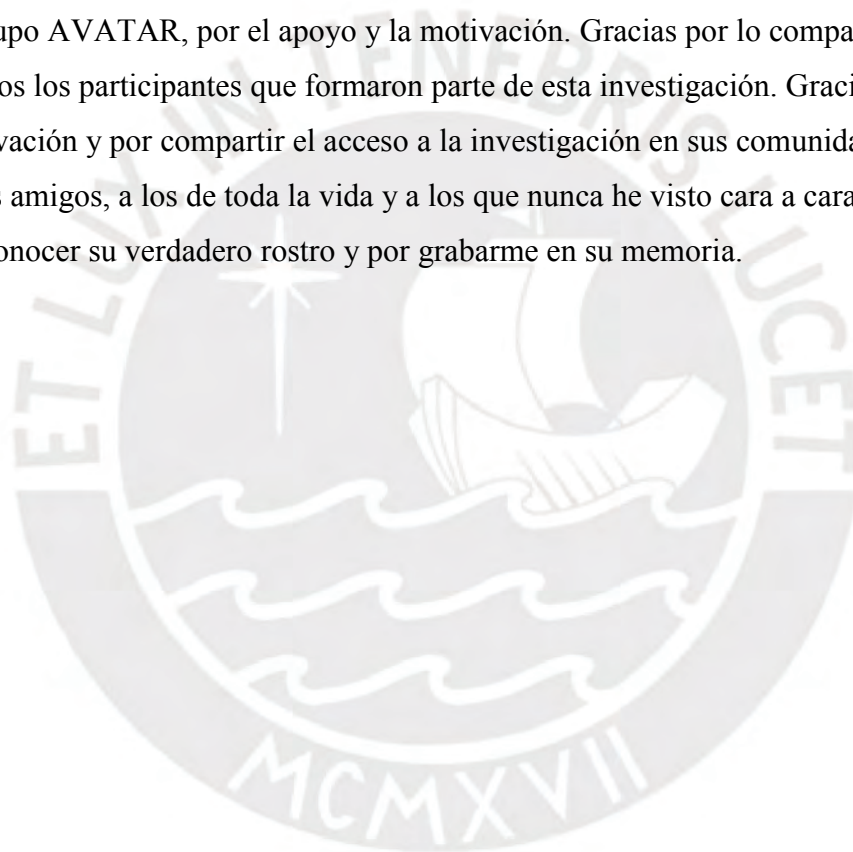 upo AVATAR, por el apoyo y la motivación. Gracias por lo compa
os los participantes que formaron parte de esta investigación. Graci
vación y por compartir el acceso a la investigación en sus comunida
s amigos, a los de toda la vida y a los que nunca he visto cara a cara
onocer su verdadero rostro y por grabarme en su memoria.
ET LUX IN TENEBRIS LUCET
MCMXVII